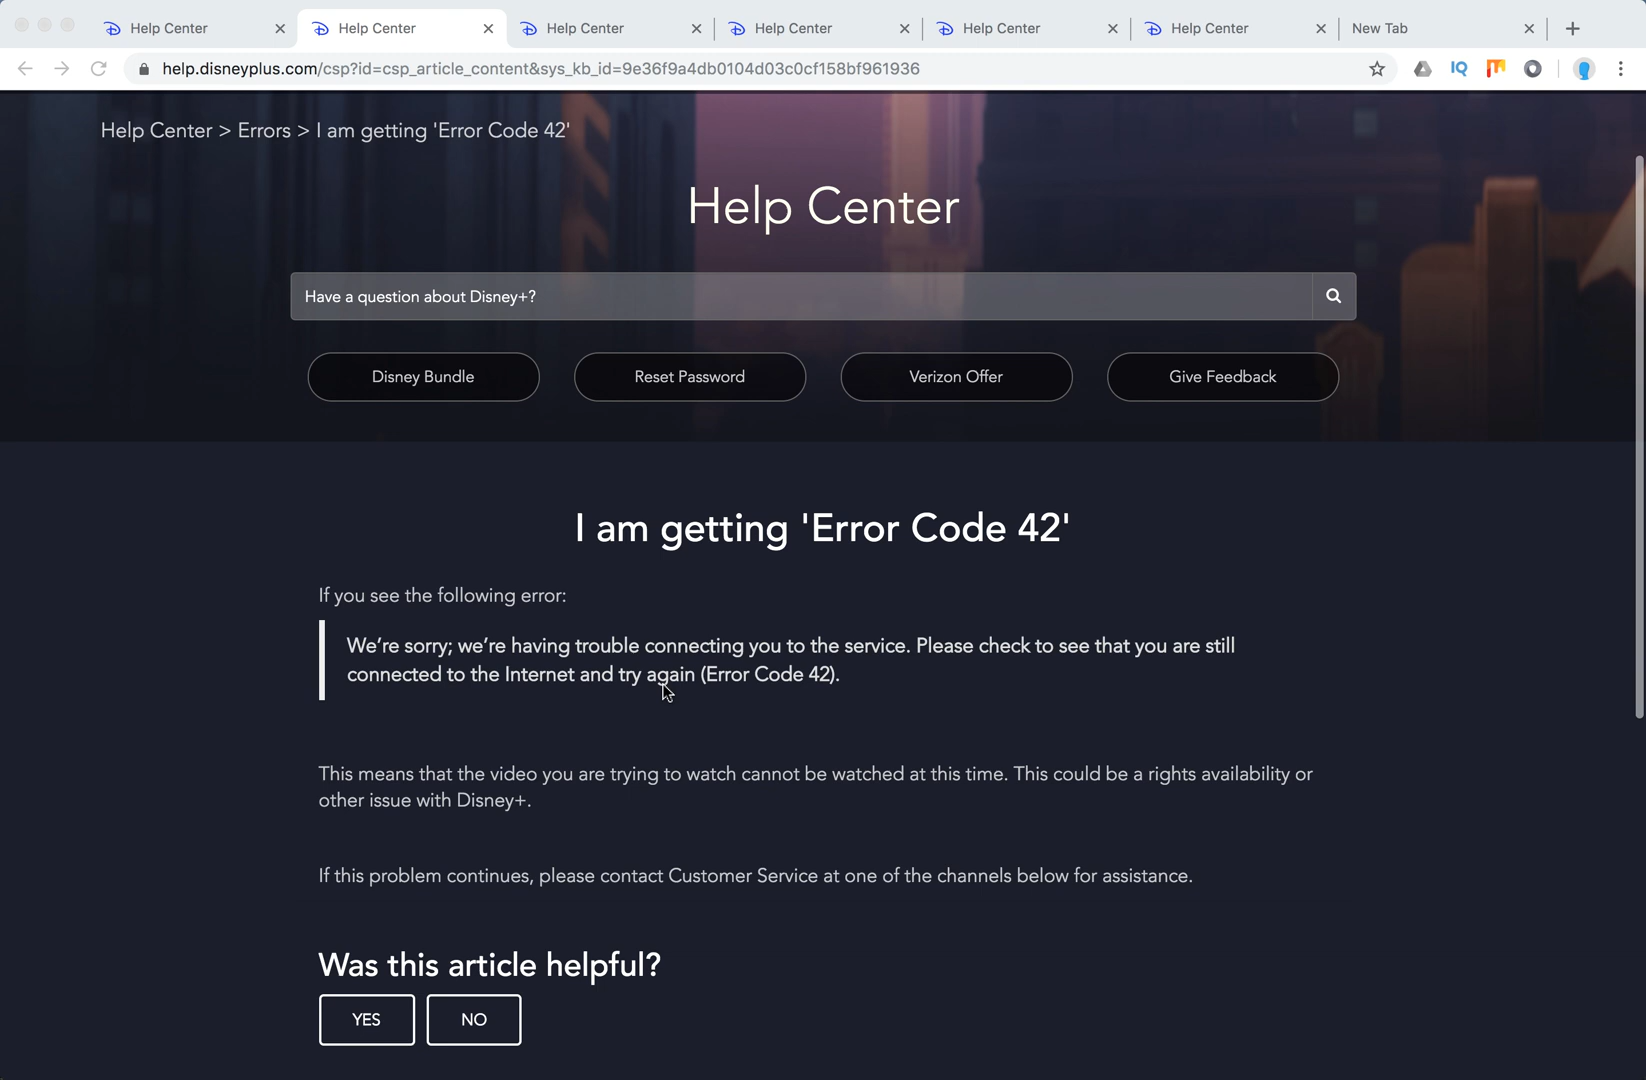 Help Center
Help Center
Help Center
Help Center
Help Center
Help Center
New Tab
help.disneyplus.com/csp?id=csp_article_content&sys_kb_id=9e36f9a4db0104d03c0cf158bf961936
IQ
Help Center > Errors > I am getting 'Error Code 42'
Help Center
Have a question about Disney+?
Disney Bundle
Reset Password
Verizon Offer
Give Feedback
I am getting 'Error Code 42'
If you see the following error:
We're sorry; we're having trouble connecting you to the service. Please check to see that you are still
connected to the Internet and try again (Error Code 42).
This means that the video you are trying to watch cannot be watched at this time. This could be a rights availability or
other issue with Disney+.
If this problem continues, please contact Customer Service at one of the channels below for assistance.
Was this article helpful?
YES
NO